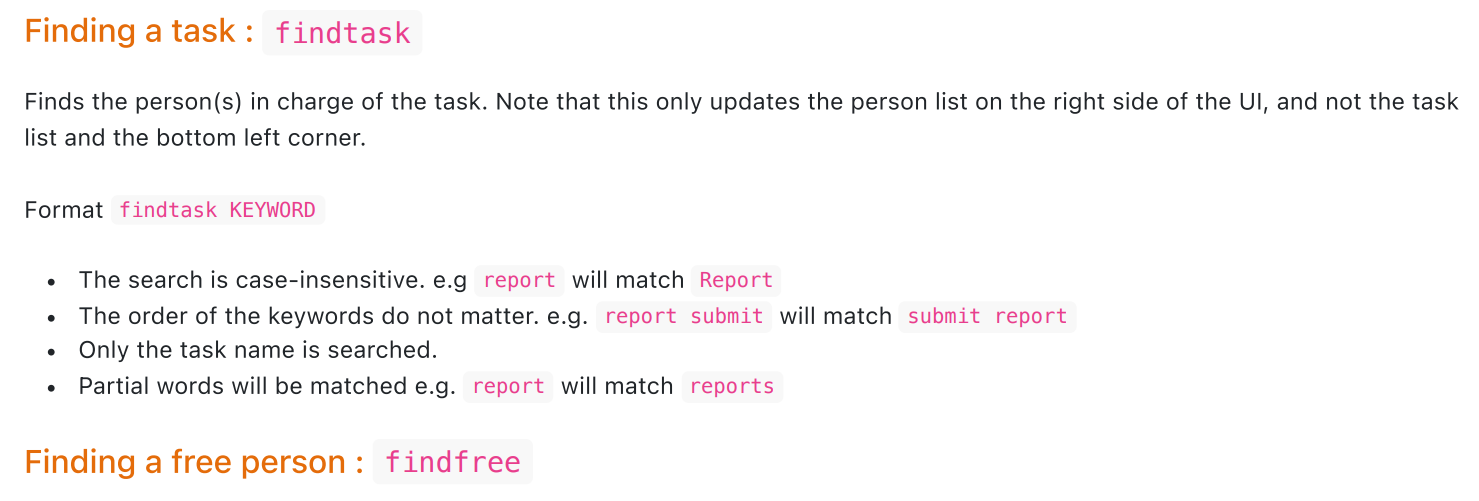 Finding a task : findtask
Finds the person(s) in charge of the task. Note that this only updates the person list on the right side of the UI, and not the task
list and the bottom left corner.
Format findtask KEYWORD
• The search is case-insensitive. e.g report will match Report
• The order of the keywords do not matter. e.g. report submit will match submit report
• Only the task name is searched.
• Partial words will be matched e.g. report will match reports
Finding a free person : findfree